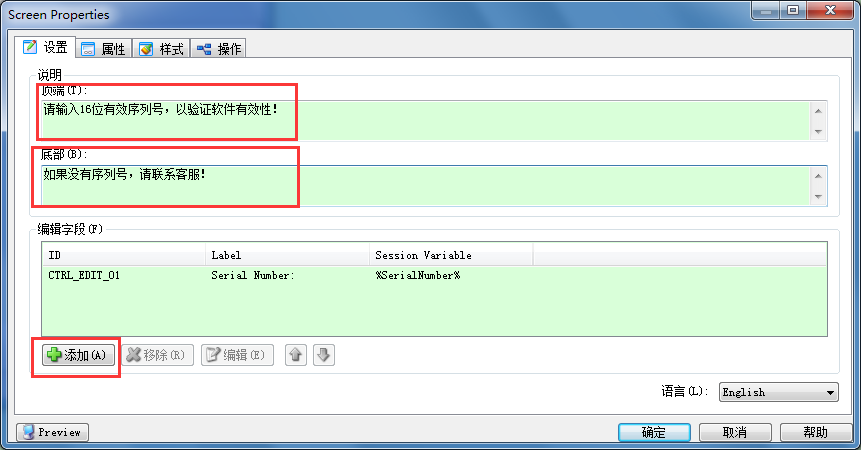 Screen Properties
设置 属性 样式 操作
说明
顶端(T):
请输入16位有效序列号，以验证软件有效性!
底部(B):
如果没有序列号，请联系客服!
编辑字段(F)
ID Label Session Variable
CTRL_EDIT_01 Serial Number: %SerialNumber%
添加(A) 移除(R) 编辑(E)
语言(L): English
Preview 确定 取消 帮助